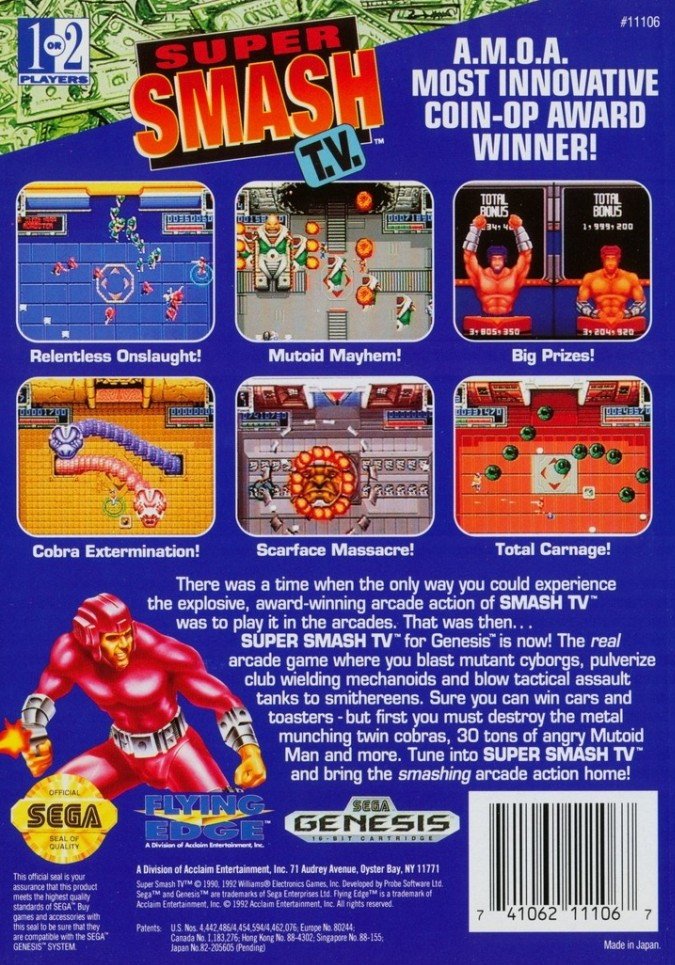 1 OR 2
PLAYERS
SUPER
SMASH
T.V.™
#11106
A.M.O.A.
MOST INNOVATIVE
COIN-OP AWARD
WINNER!
TOTAL
BONUS
TOTAL
BONUS
1,999,200
3,805,350
3,204,920
Relentless Onslaught!
Mutoid Mayhem!
Big Prizes!
Cobra Extermination!
Scarface Massacre!
Total Carnage!
There was a time when the only way you could experience
the explosive, award-winning arcade action of SMASH TV™
was to play it in the arcades. That was then...
SUPER SMASH TV™ for Genesis™ is now! The real
arcade game where you blast mutant cyborgs, pulverize
club wielding mechanoids and blow tactical assault
tanks to smithereens. Sure you can win cars and
toasters - but first you must destroy the metal
munching twin cobras, 30 tons of angry Mutoid
Man and more. Tune into SUPER SMASH TV™
and bring the smashing arcade action home!
OFFICIAL
SEGA
SEAL OF
QUALITY
This official seal is your
assurance that this product
meets the highest quality
standards of SEGA™. Buy
games and accessories with
this seal to be sure that they
are compatible with the SEGA™
GENESIS™ SYSTEM.
FLYING
EDGE™
A Division of Acclaim Entertainment, Inc.
SEGA
GENESIS
16-BIT CARTRIDGE
A Division of Acclaim Entertainment, Inc. 71 Audrey Avenue, Oyster Bay, NY 11771
Super Smash TV™ © 1990, 1992 Williams® Electronics Games, Inc. Developed by Probe Software Ltd.
Sega™ and Genesis™ are trademarks of Sega Enterprises Ltd. Flying Edge™ is a trademark of
Acclaim Entertainment, Inc. © 1992 Acclaim Entertainment, Inc. All rights reserved.
Patents: U.S. Nos. 4,442,486/4,454,594/4,462,076, Europe No. 80244;
Canada No. 1,183,276; Hong Kong No. 88-4302; Singapore No. 88-155;
Japan No. 82-205605 (Pending)
7 41062 11106 7
Made in Japan.